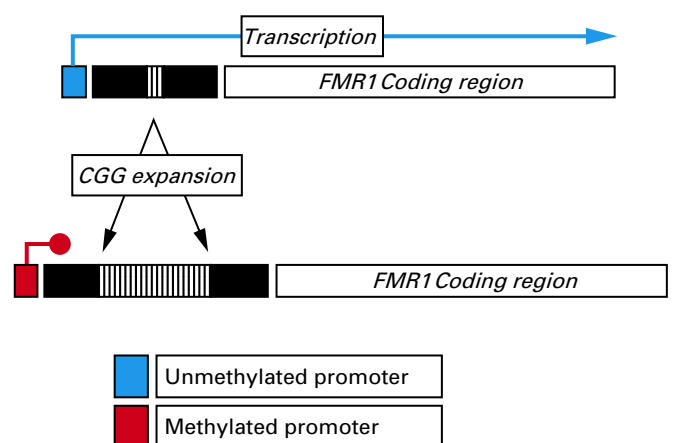 Transcription
FMR1 Coding region
CGG expansion
FMR1 Coding region
Unmethylated promoter
Methylated promoter